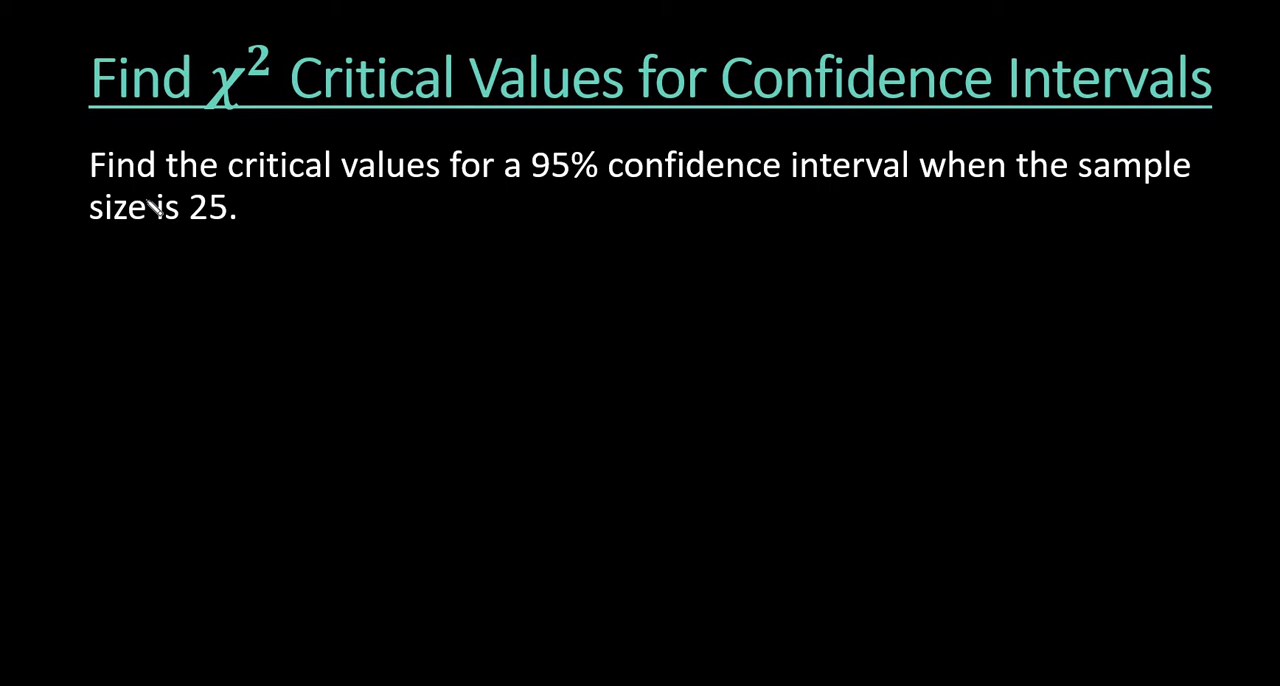 Find χ² Critical Values for Confidence Intervals
Find the critical values for a 95% confidence interval when the sample
size is 25.